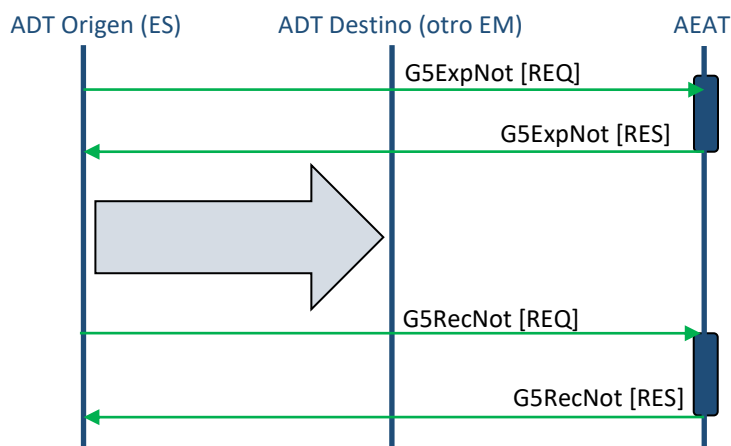 ADT Origen (ES)
ADT Destino (otro EM)
AEAT
G5ExpNot [REQ]
G5ExpNot [RES]
G5RecNot [REQ]
G5RecNot [RES]